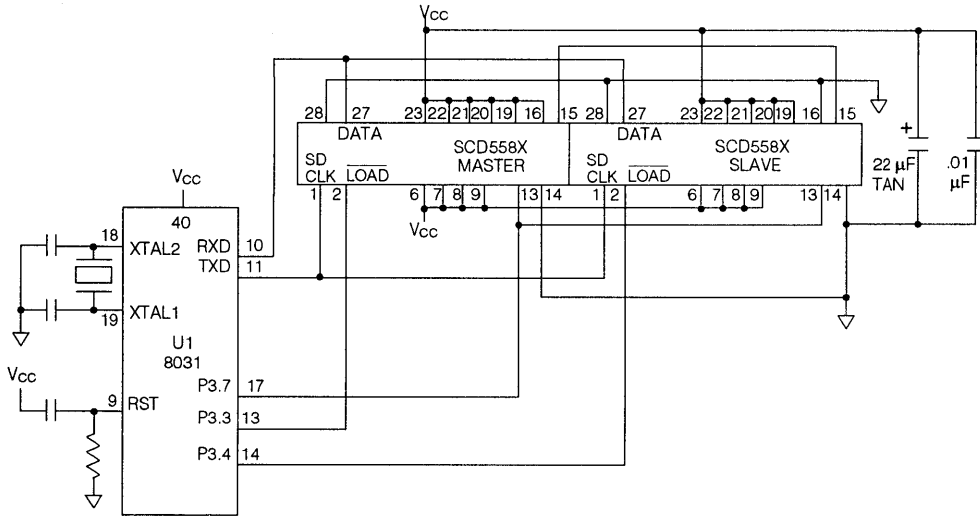 Vcc
28 27 23 22 21 20 19 16 15 28 27 23 22 21 20 19 16 15
DATA DATA
SCD558X SCD558X
MASTER SLAVE
SD SD
CLK LOAD CLK LOAD
1 2 6 7 8 9 13 14 1 2 6 7 8 9 13 14
+
22 µF .01
TAN µF
Vcc Vcc
40
18 XTAL2 RXD 10
TXD 11
19 XTAL1
U1
8031
Vcc
P3.7 17
9 RST
P3.3 13
P3.4 14